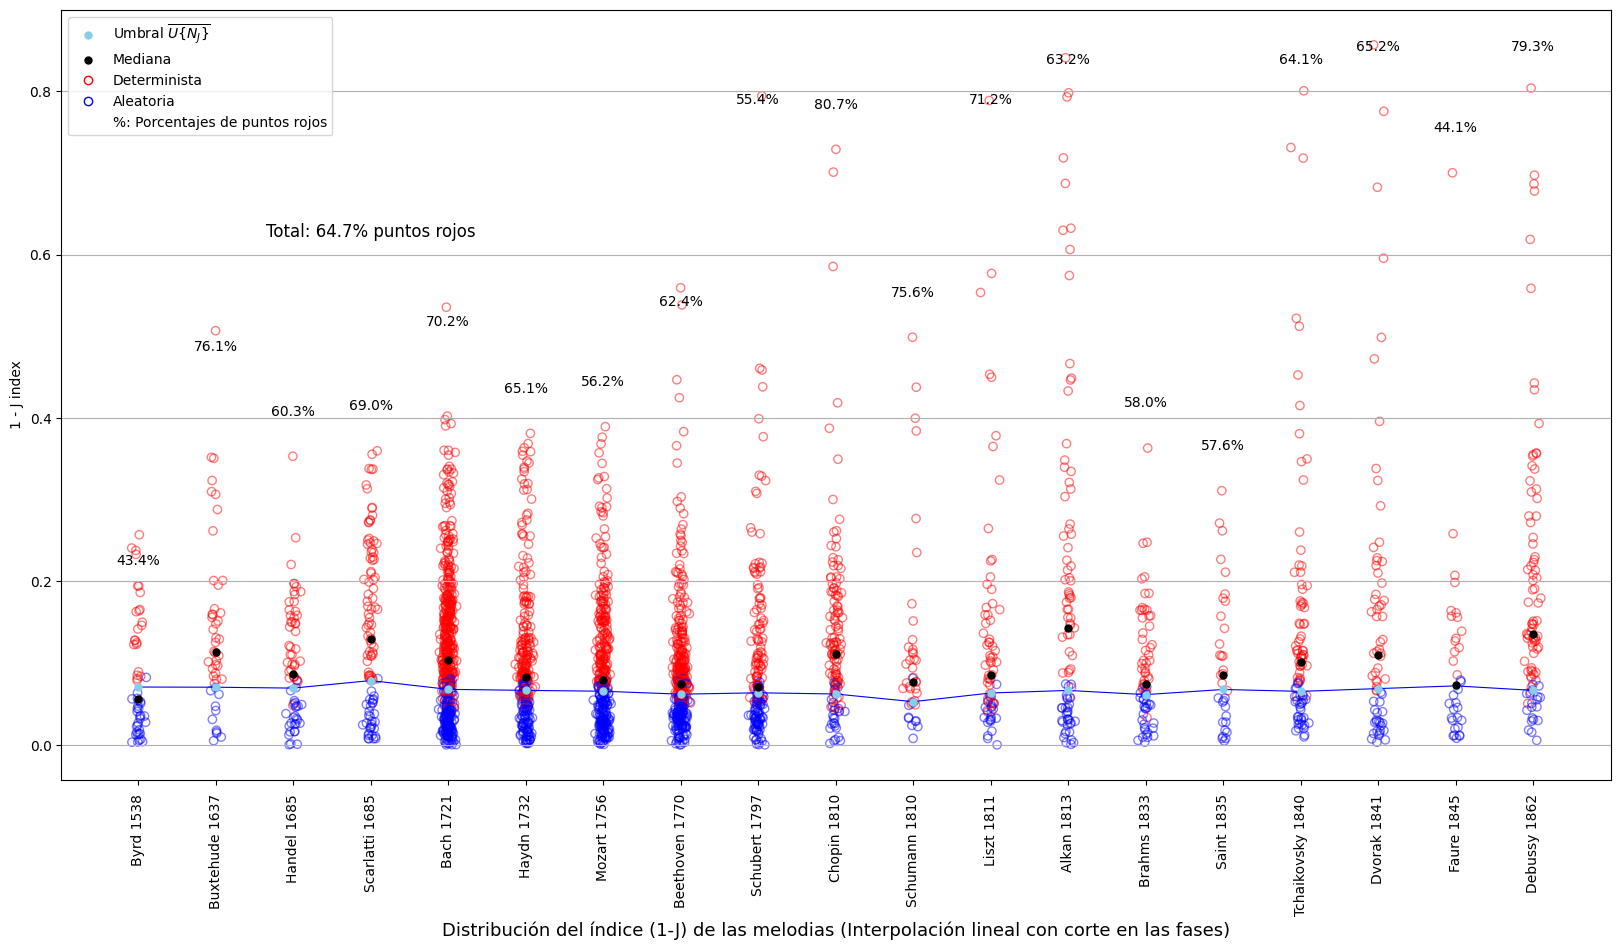 Umbral U{N_J}
Mediana
Determinista
Aleatoria
%: Porcentajes de puntos rojos
Total: 64.7% puntos rojos
43.4%
76.1%
60.3%
69.0%
70.2%
65.1%
56.2%
62.4%
55.4%
80.7%
75.6%
71.2%
63.2%
58.0%
57.6%
64.1%
65.2%
44.1%
79.3%
1 - J index
0.8
0.6
0.4
0.2
0.0
Byrd 1538
Buxtehude 1637
Handel 1685
Scarlatti 1685
Bach 1721
Haydn 1732
Mozart 1756
Beethoven 1770
Schubert 1797
Chopin 1810
Schumann 1810
Liszt 1811
Alkan 1813
Brahms 1833
Saint 1835
Tchaikovsky 1840
Dvorak 1841
Faure 1845
Debussy 1862
Distribución del índice (1-J) de las melodias (Interpolación lineal con corte en las fases)